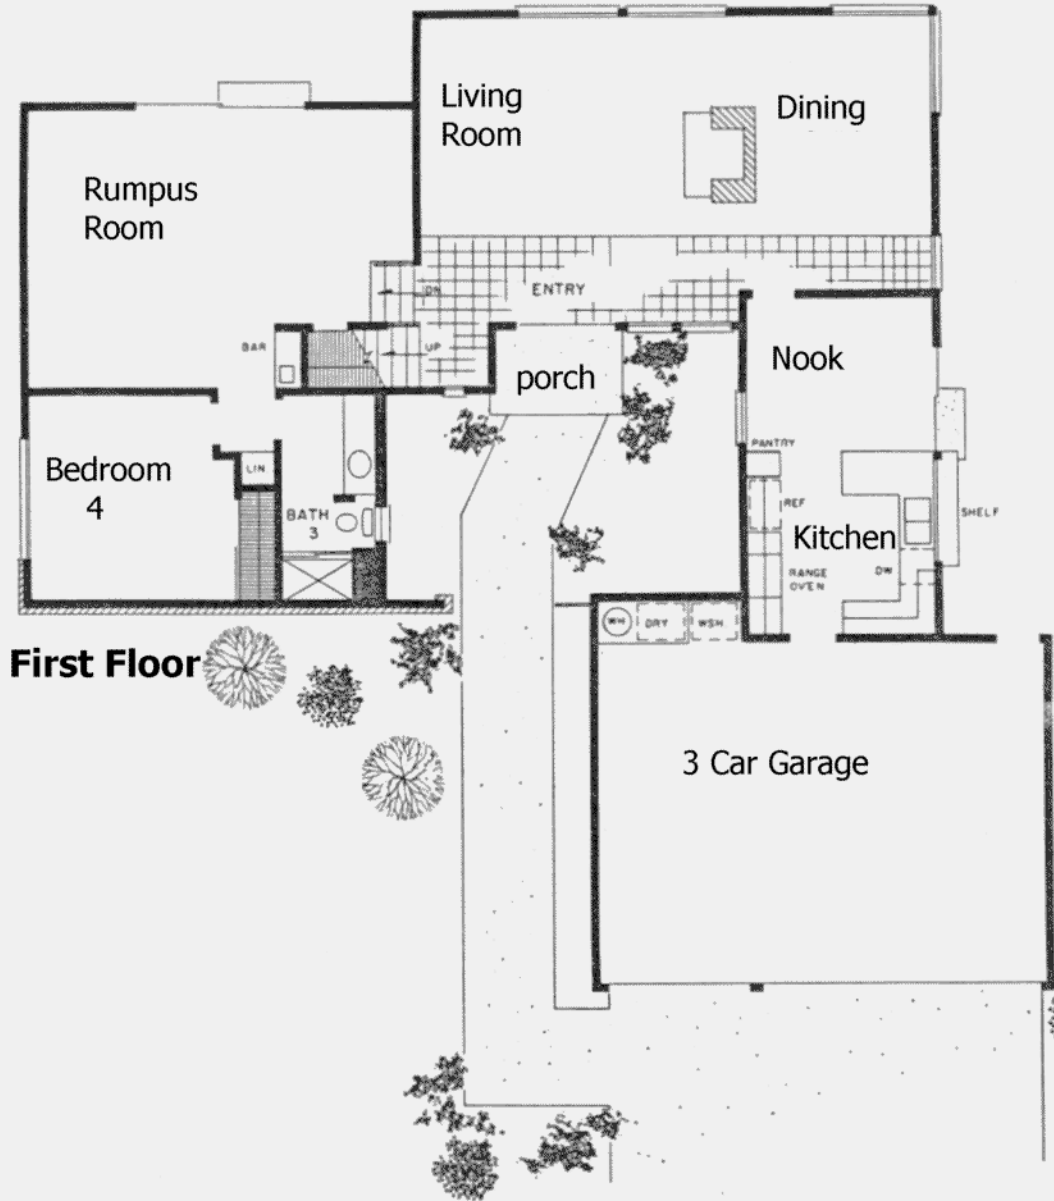 Living
Room
Dining
Rumpus
Room
DN
ENTRY
BAR
UP
porch
Nook
PANTRY
Bedroom
4
LIN
BATH
3
REF
SHELF
Kitchen
RANGE
OVEN
DW
WH
DRY
WSH
First Floor
3 Car Garage